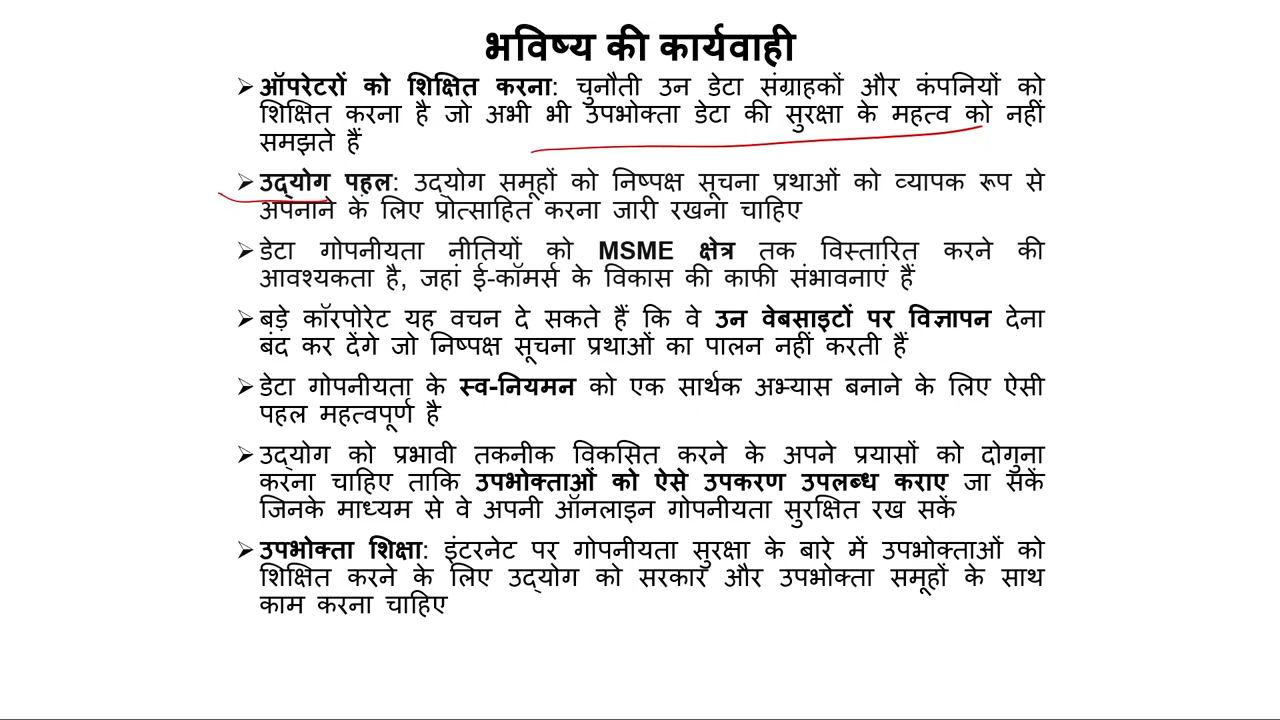 भविष्य की कार्यवाही
➢ ऑपरेटरों को शिक्षित करना: चुनौती उन डेटा संग्राहकों और कंपनियों को
शिक्षित करना है जो अभी भी उपभोक्ता डेटा की सुरक्षा के महत्व को नहीं
समझते हैं
➢ उद्योग पहल: उद्योग समूहों को निष्पक्ष सूचना प्रथाओं को व्यापक रूप से
अपनाने के लिए प्रोत्साहित करना जारी रखना चाहिए
➢ डेटा गोपनीयता नीतियों को MSME क्षेत्र तक विस्तारित करने की
आवश्यकता है, जहां ई-कॉमर्स के विकास की काफी संभावनाएं हैं
➢ बड़े कॉरपोरेट यह वचन दे सकते हैं कि वे उन वेबसाइटों पर विज्ञापन देना
बंद कर देंगे जो निष्पक्ष सूचना प्रथाओं का पालन नहीं करती हैं
➢ डेटा गोपनीयता के स्व-नियमन को एक सार्थक अभ्यास बनाने के लिए ऐसी
पहल महत्वपूर्ण है
➢ उद्योग को प्रभावी तकनीक विकसित करने के अपने प्रयासों को दोगुना
करना चाहिए ताकि उपभोक्ताओं को ऐसे उपकरण उपलब्ध कराए जा सकें
जिनके माध्यम से वे अपनी ऑनलाइन गोपनीयता सुरक्षित रख सकें
➢ उपभोक्ता शिक्षा: इंटरनेट पर गोपनीयता सुरक्षा के बारे में उपभोक्ताओं को
शिक्षित करने के लिए उद्योग को सरकार और उपभोक्ता समूहों के साथ
काम करना चाहिए